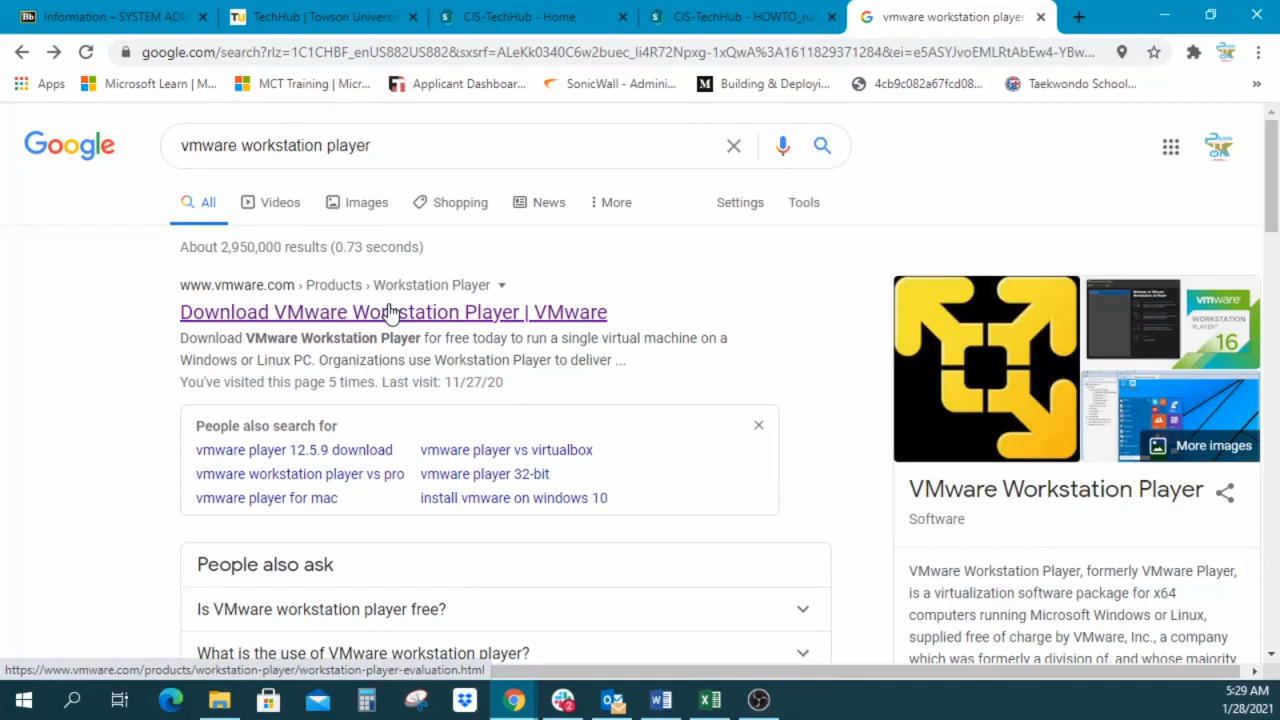 Information – SYSTEM ADM
TechHub | Towson Universi
CIS-TechHub - Home
CIS-TechHub - HOWTO_ru
vmware workstation player
google.com/search?rlz=1C1CHBF_enUS882US882&sxsrf=ALeKk0340C6w2buec_li4R72Npxg-1xQwA%3A1611829371284&ei=e5ASYJvoEMLRtAbEw4-YBw...
Apps
Microsoft Learn | M...
MCT Training | Micr...
Applicant Dashboar...
SonicWall - Admini...
Building & Deployi...
4cb9c082a67fcd08...
Taekwondo School...
»
Google
vmware workstation player
All
Videos
Images
Shopping
News
More
Settings
Tools
About 2,950,000 results (0.73 seconds)
www.vmware.com › Products › Workstation Player
Download VMware Workstation Player | VMware
Download VMware Workstation Player for free today to run a single virtual machine on a
Windows or Linux PC. Organizations use Workstation Player to deliver ...
You've visited this page 5 times. Last visit: 11/27/20
People also search for
vmware player 12.5.9 download
vmware player vs virtualbox
vmware workstation player vs pro
vmware player 32-bit
vmware player for mac
install vmware on windows 10
People also ask
Is VMware workstation player free?
What is the use of VMware workstation player?
vmware
WORKSTATION
PLAYER
16
More images
VMware Workstation Player
Software
VMware Workstation Player, formerly VMware Player,
is a virtualization software package for x64
computers running Microsoft Windows or Linux,
supplied free of charge by VMware, Inc., a company
which was formerly a division of, and whose majority
https://www.vmware.com/products/workstation-player/workstation-player-evaluation.html
5:29 AM
1/28/2021